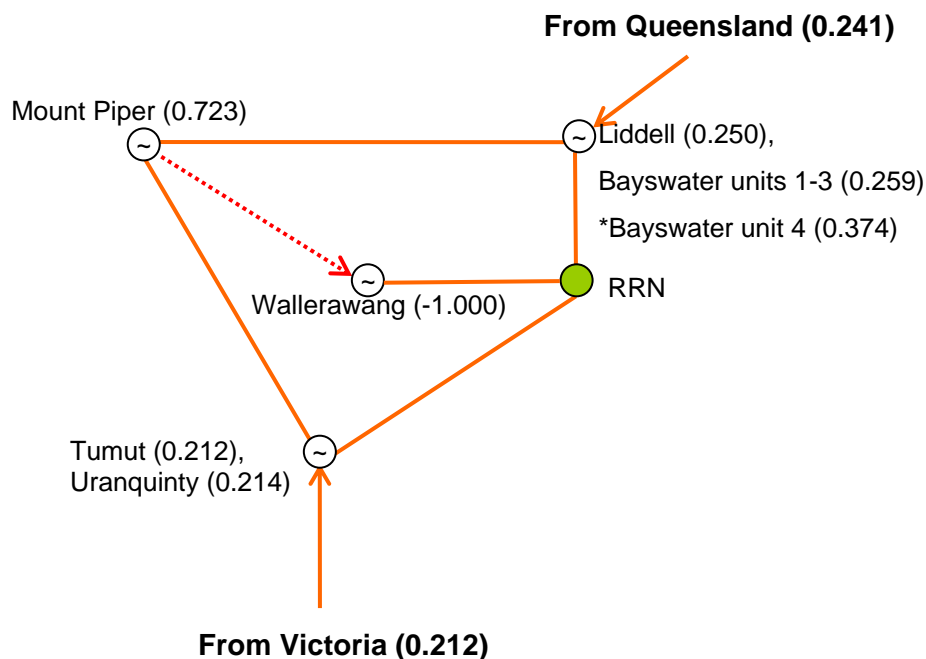 From Queensland (0.241)
Mount Piper (0.723)
~
~
Liddell (0.250),
Bayswater units 1-3 (0.259)
*Bayswater unit 4 (0.374)
~
RRN
Wallerawang (-1.000)
Tumut (0.212),
Uranquinty (0.214)
~
From Victoria (0.212)